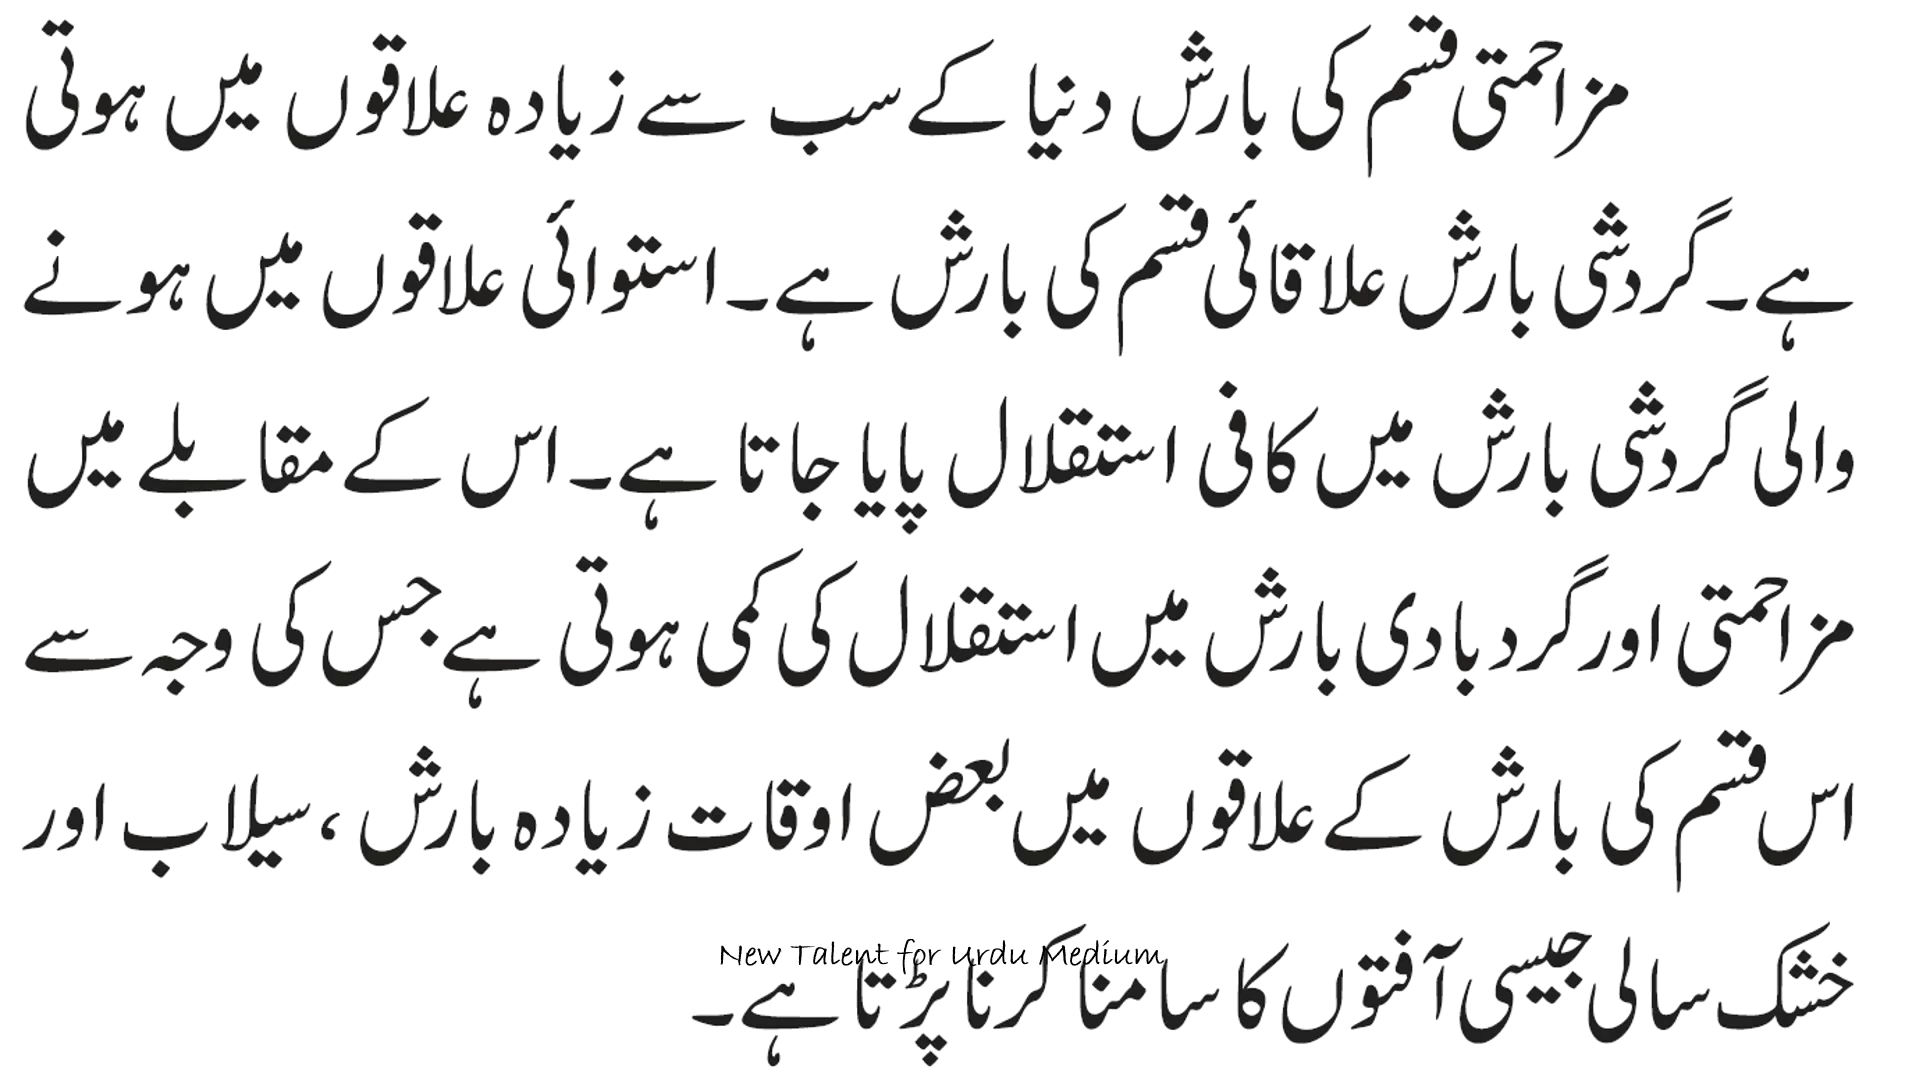 مزاحمتی قسم کی بارش دنیا کے سب سے زیادہ علاقوں میں ہوتی
ہے۔ گردشی بارش علاقائی قسم کی بارش ہے۔ استوائی علاقوں میں ہونے
والی گردشی بارش میں کافی استقلال پایا جاتا ہے۔ اس کے مقابلے میں
مزاحمتی اور گردبادی بارش میں استقلال کی کمی ہوتی ہے جس کی وجہ سے
اس قسم کی بارش کے علاقوں میں بعض اوقات زیادہ بارش، سیلاب اور
خشک سالی جیسی آفتوں کا سامنا کرنا پڑتا ہے۔
New Talent for Urdu Medium